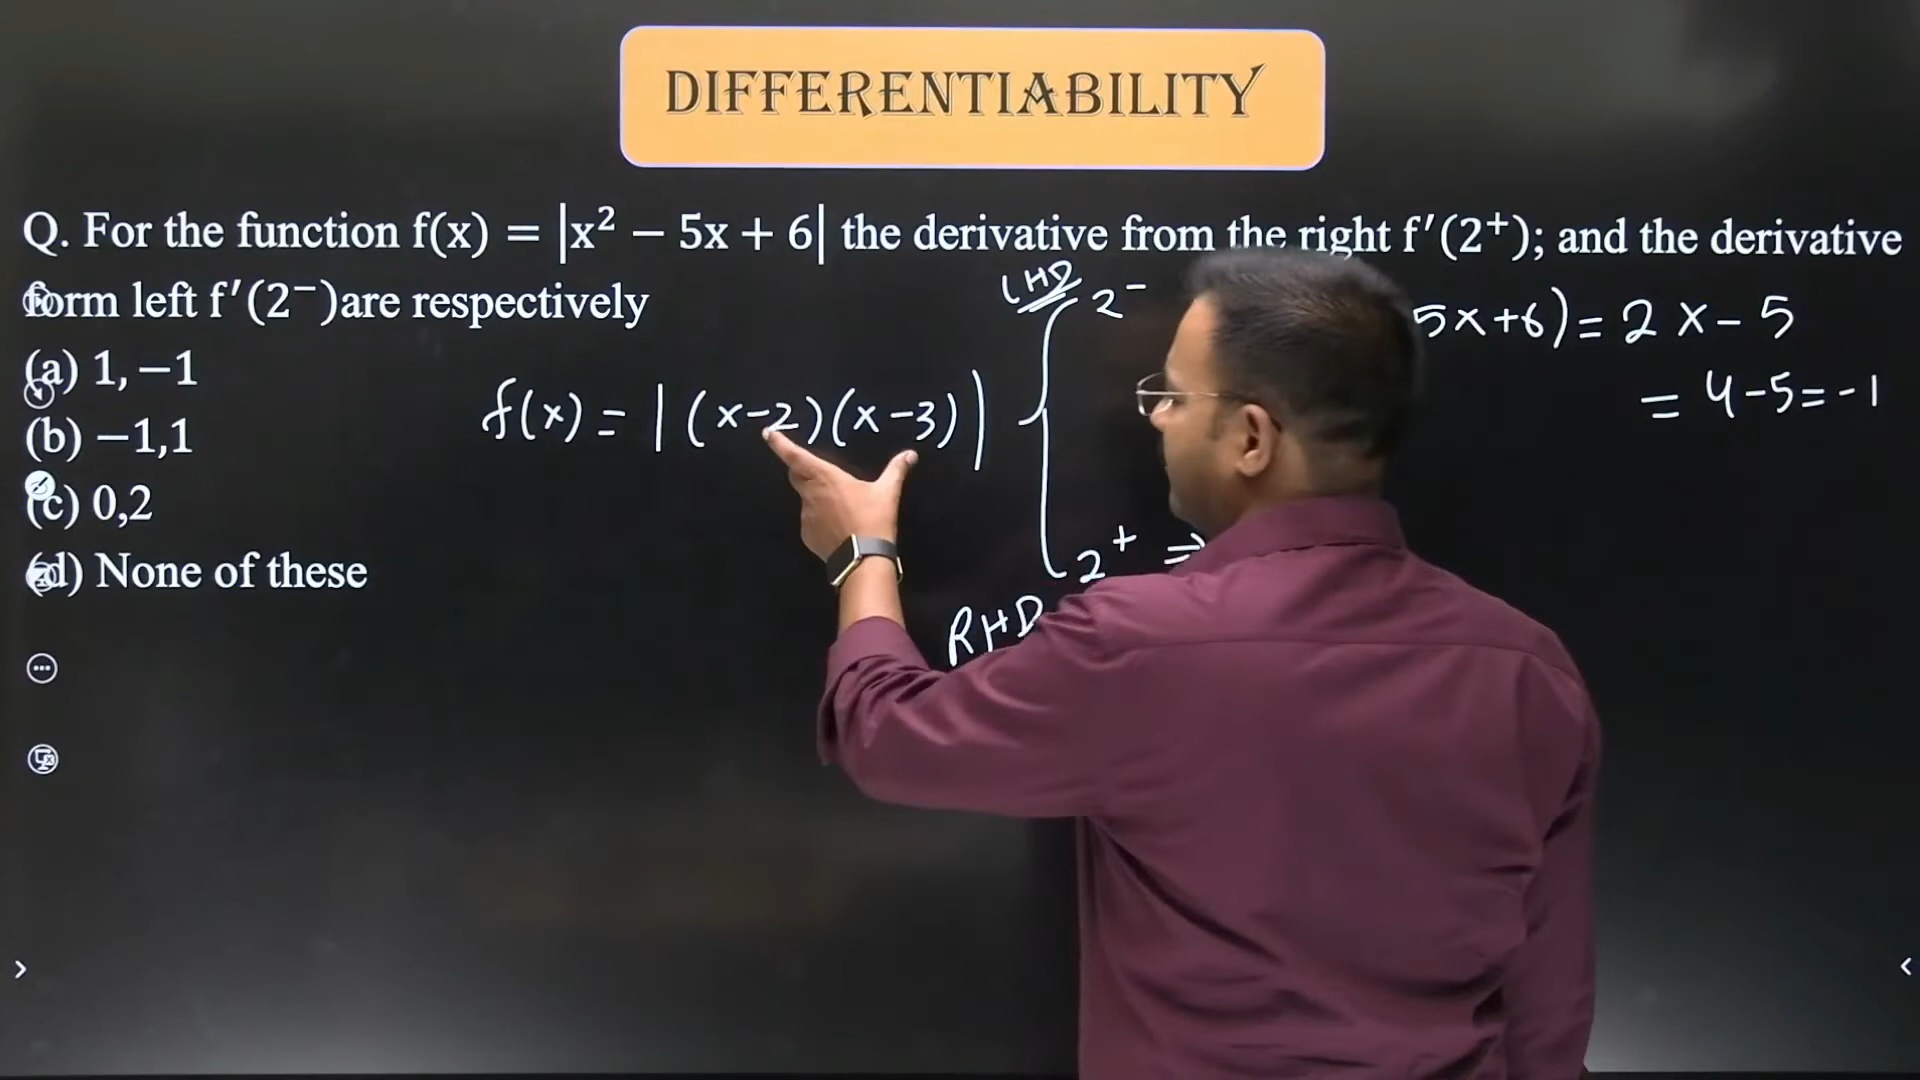 DIFFERENTIABILITY
Q. For the function f(x) = |x² − 5x + 6| the derivative from the right f′(2⁺); and the derivative
form left f′(2⁻)are respectively
(a) 1, −1
(b) −1,1
(c) 0,2
(d) None of these
f(x) = |(x-2)(x-3)|
LHD
2⁻
5x+6) = 2x-5
= 4-5=-1
2⁺ ⇒
RHD